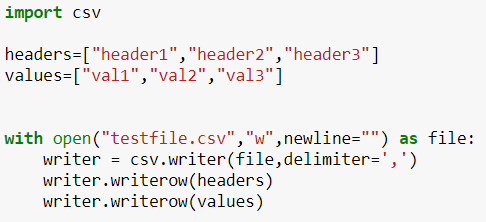 import csv
headers=["header1","header2","header3"]
values=["val1","val2","val3"]
with open("testfile.csv","w",newline="") as file:
    writer = csv.writer(file,delimiter=',')
    writer.writerow(headers)
    writer.writerow(values)